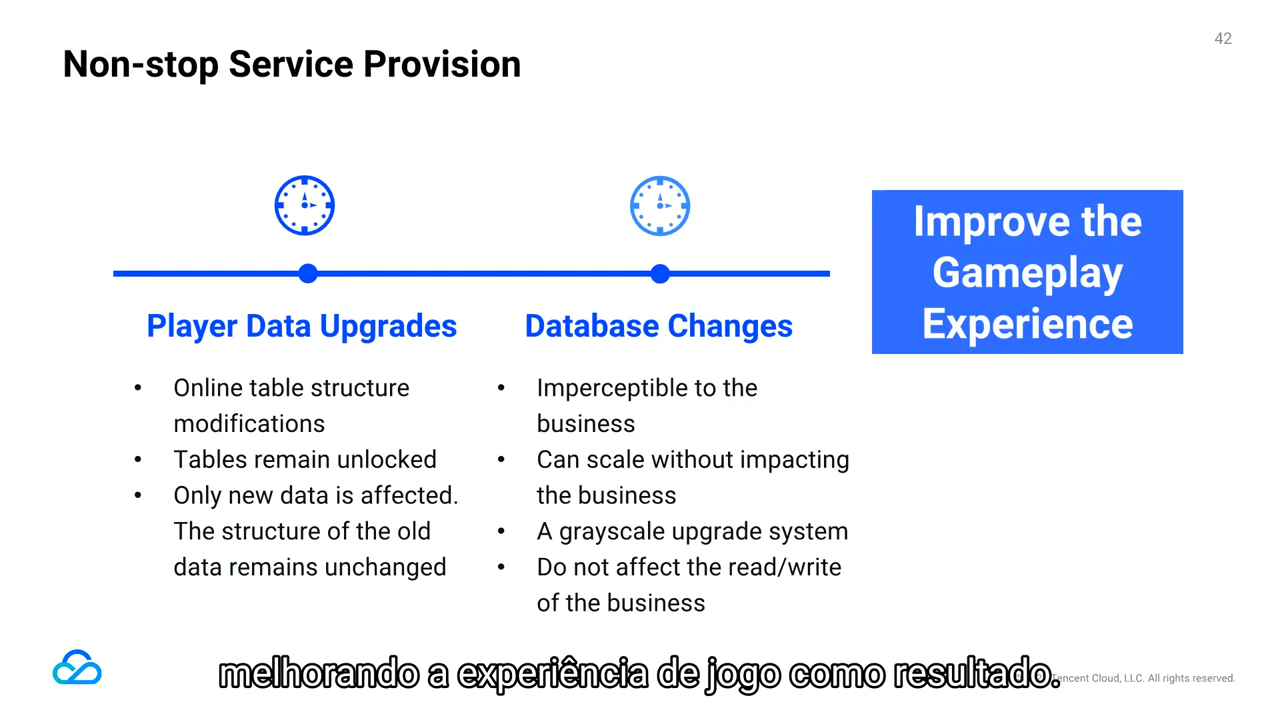 42
Non-stop Service Provision
Improve the
Gameplay
Experience
Player Data Upgrades
• Online table structure
modifications
• Tables remain unlocked
• Only new data is affected.
The structure of the old
data remains unchanged
Database Changes
• Imperceptible to the
business
• Can scale without impacting
the business
• A grayscale upgrade system
• Do not affect the read/write
of the business
melhorando a experiência de jogo como resultado.
Tencent Cloud, LLC. All rights reserved.